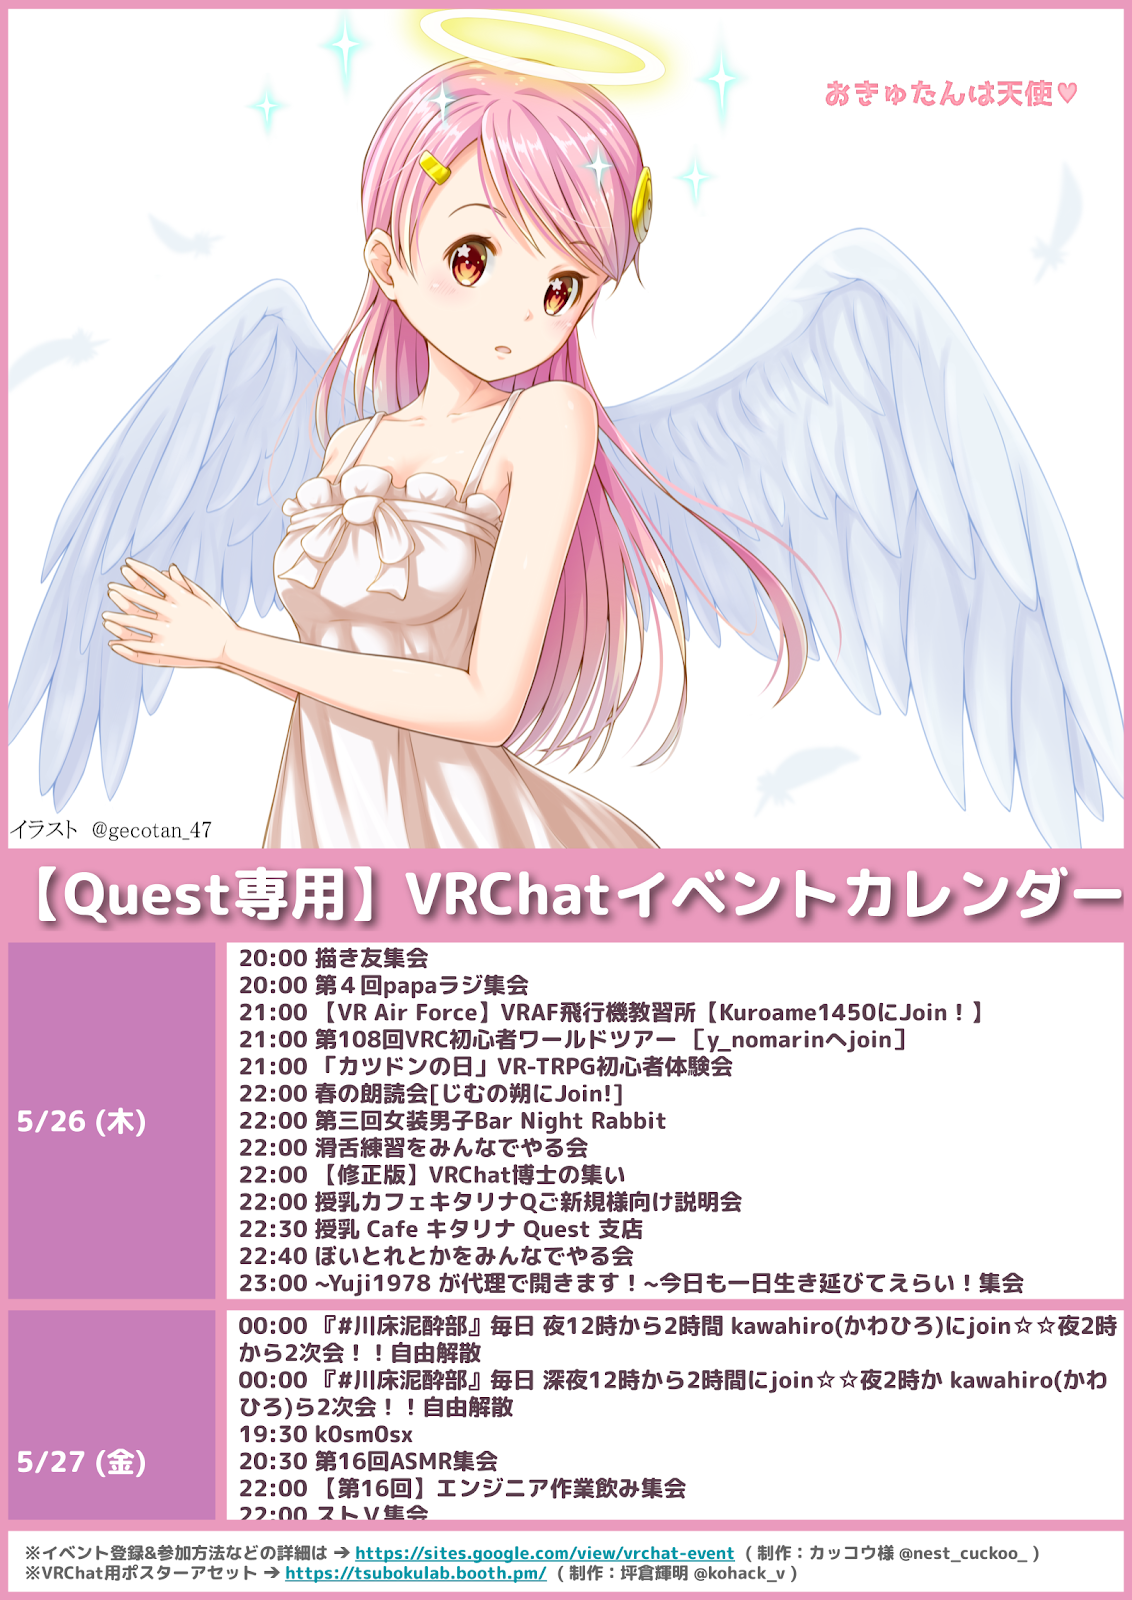 おきゅたんは天使♥
イラスト @gecotan_47
【Quest専用】VRChatイベントカレンダー
5/26 (木)
20:00 描き友集会
20:00 第４回papaラジ集会
21:00 【VR Air Force】VRAF飛行機教習所【Kuroame1450にJoin！】
21:00 第108回VRC初心者ワールドツアー ［y_nomarinへjoin］
21:00 「カツドンの日」VR-TRPG初心者体験会
22:00 春の朗読会[じむの朔にJoin!]
22:00 第三回女装男子Bar Night Rabbit
22:00 滑舌練習をみんなでやる会
22:00 【修正版】VRChat博士の集い
22:00 授乳カフェキタリナQご新規様向け説明会
22:30 授乳 Cafe キタリナ Quest 支店
22:40 ぼいとれとかをみんなでやる会
23:00 ~Yuji1978 が代理で開きます！~今日も一日生き延びてえらい！集会
5/27 (金)
00:00 『#川床泥酔部』毎日 夜12時から2時間 kawahiro(かわひろ)にjoin☆☆夜2時
から2次会！！自由解散
00:00 『#川床泥酔部』毎日 深夜12時から2時間にjoin☆☆夜2時か kawahiro(かわ
ひろ)ら2次会！！自由解散
19:30 k0sm0sx
20:30 第16回ASMR集会
22:00 【第16回】エンジニア作業飲み集会
22:00 ストＶ集会
※イベント登録&参加方法などの詳細は → https://sites.google.com/view/vrchat-event （ 制作：カッコウ様 @nest_cuckoo_ ）
※VRChat用ポスターアセット → https://tsubokulab.booth.pm/ （ 制作：坪倉輝明 @kohack_v ）